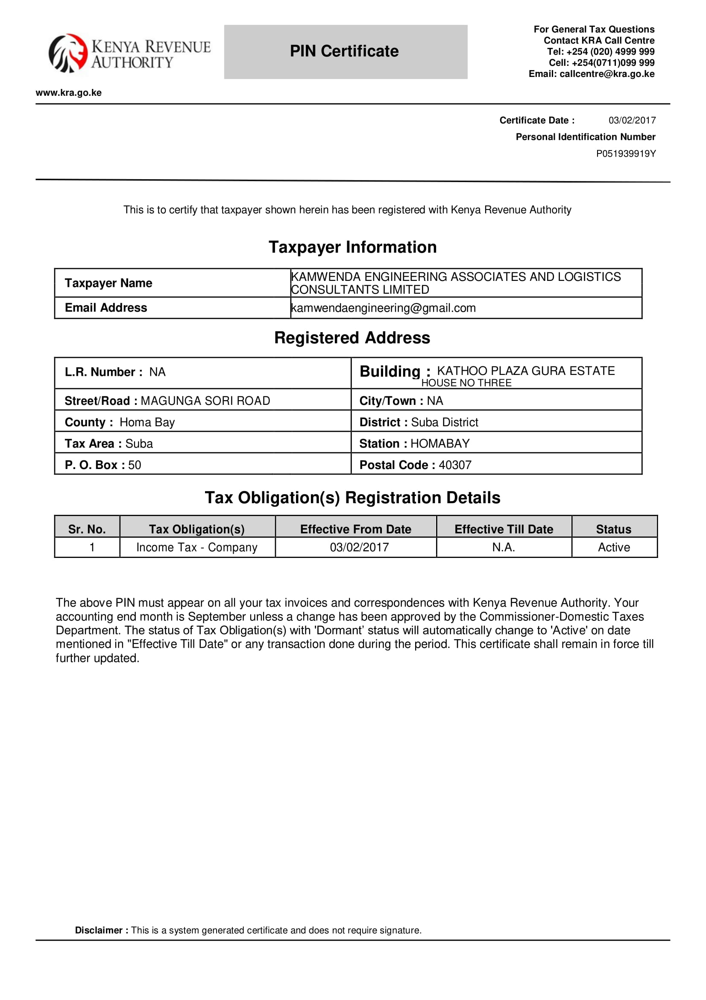 KENYA REVENUE
AUTHORITY
www.kra.go.ke
PIN Certificate
For General Tax Questions
Contact KRA Call Centre
Tel: +254 (020) 4999 999
Cell: +254(0711)099 999
Email: callcentre@kra.go.ke
Certificate Date : 03/02/2017
Personal Identification Number
P051939919Y
This is to certify that taxpayer shown herein has been registered with Kenya Revenue Authority
Taxpayer Information
Taxpayer Name KAMWENDA ENGINEERING ASSOCIATES AND LOGISTICS
CONSULTANTS LIMITED
Email Address kamwendaengineering@gmail.com
Registered Address
L.R. Number : NA Building : KATHOO PLAZA GURA ESTATE
HOUSE NO THREE
Street/Road : MAGUNGA SORI ROAD City/Town : NA
County : Homa Bay District : Suba District
Tax Area : Suba Station : HOMABAY
P. O. Box : 50 Postal Code : 40307
Tax Obligation(s) Registration Details
Sr. No. Tax Obligation(s) Effective From Date Effective Till Date Status
1 Income Tax - Company 03/02/2017 N.A. Active
The above PIN must appear on all your tax invoices and correspondences with Kenya Revenue Authority. Your
accounting end month is September unless a change has been approved by the Commissioner-Domestic Taxes
Department. The status of Tax Obligation(s) with 'Dormant’ status will automatically change to 'Active' on date
mentioned in "Effective Till Date" or any transaction done during the period. This certificate shall remain in force till
further updated.
Disclaimer : This is a system generated certificate and does not require signature.